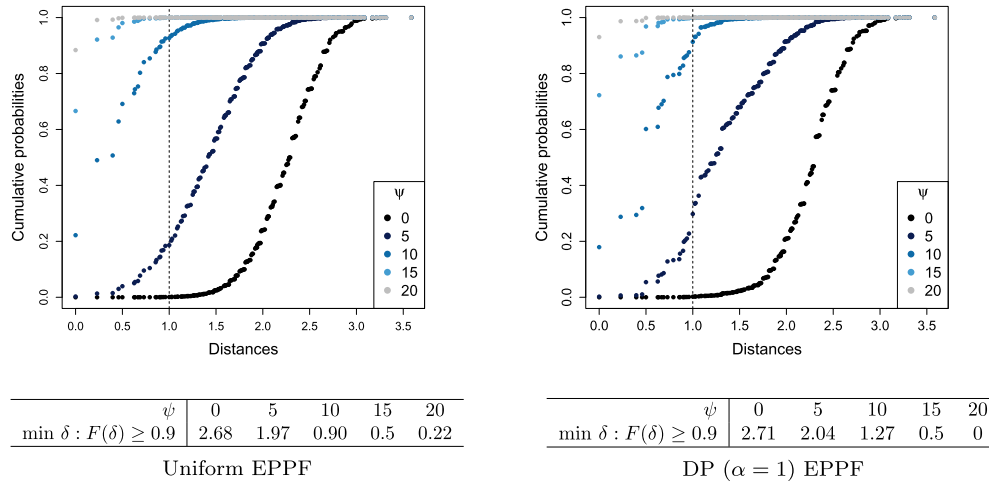 Cumulative probabilities
1.0
0.8
0.6
0.4
0.2
0.0
ψ
0
5
10
15
20
0.0 0.5 1.0 1.5 2.0 2.5 3.0 3.5
Distances
ψ 0 5 10 15 20
min δ : F(δ) ≥ 0.9 2.68 1.97 0.90 0.5 0.22
Uniform EPPF
Cumulative probabilities
1.0
0.8
0.6
0.4
0.2
0.0
ψ
0
5
10
15
20
0.0 0.5 1.0 1.5 2.0 2.5 3.0 3.5
Distances
ψ 0 5 10 15 20
min δ : F(δ) ≥ 0.9 2.71 2.04 1.27 0.5 0
DP (α = 1) EPPF